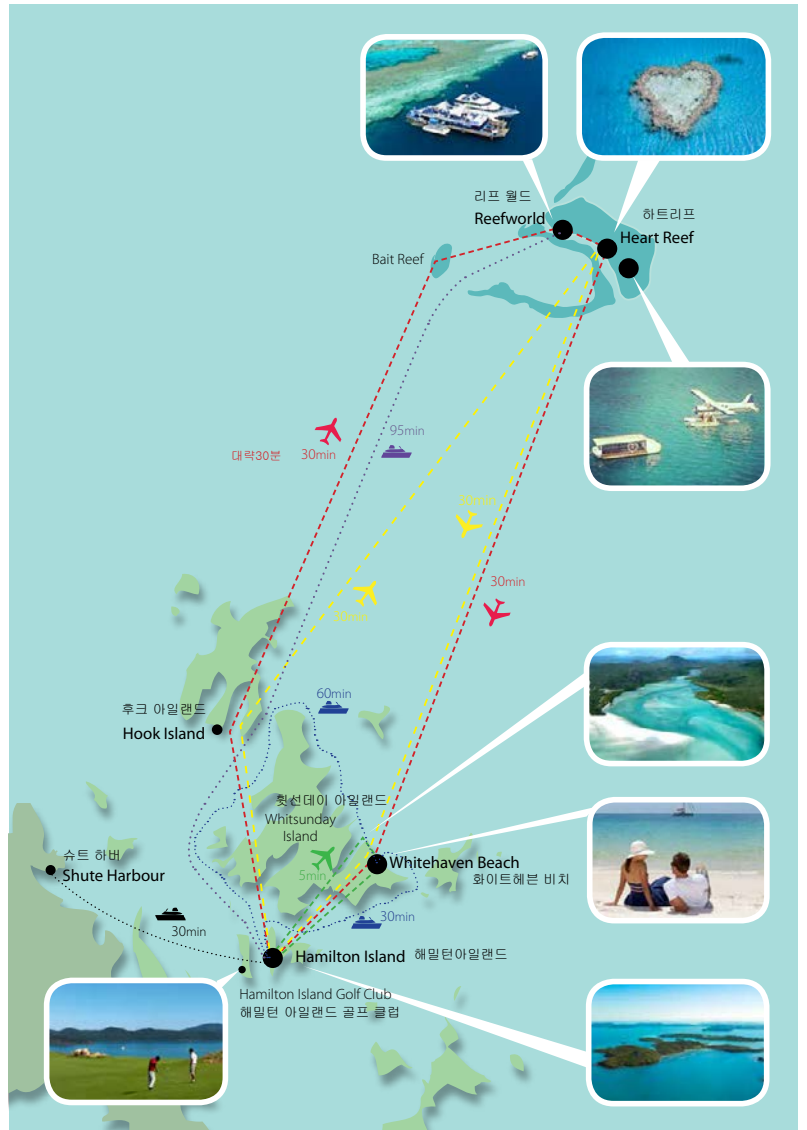 리프 월드
Reefworld
하트리프
Heart Reef
Bait Reef
95min
대략30분
30min
30min
30min
30min
60min
후크 아일랜드
Hook Island
휫선데이 아일랜드
Whitsunday
Island
슈트 하버
Shute Harbour
5min
Whitehaven Beach
화이트헤븐 비치
30min
30min
Hamilton Island
해밀턴아일랜드
Hamilton Island Golf Club
해밀턴 아일랜드 골프 클럽